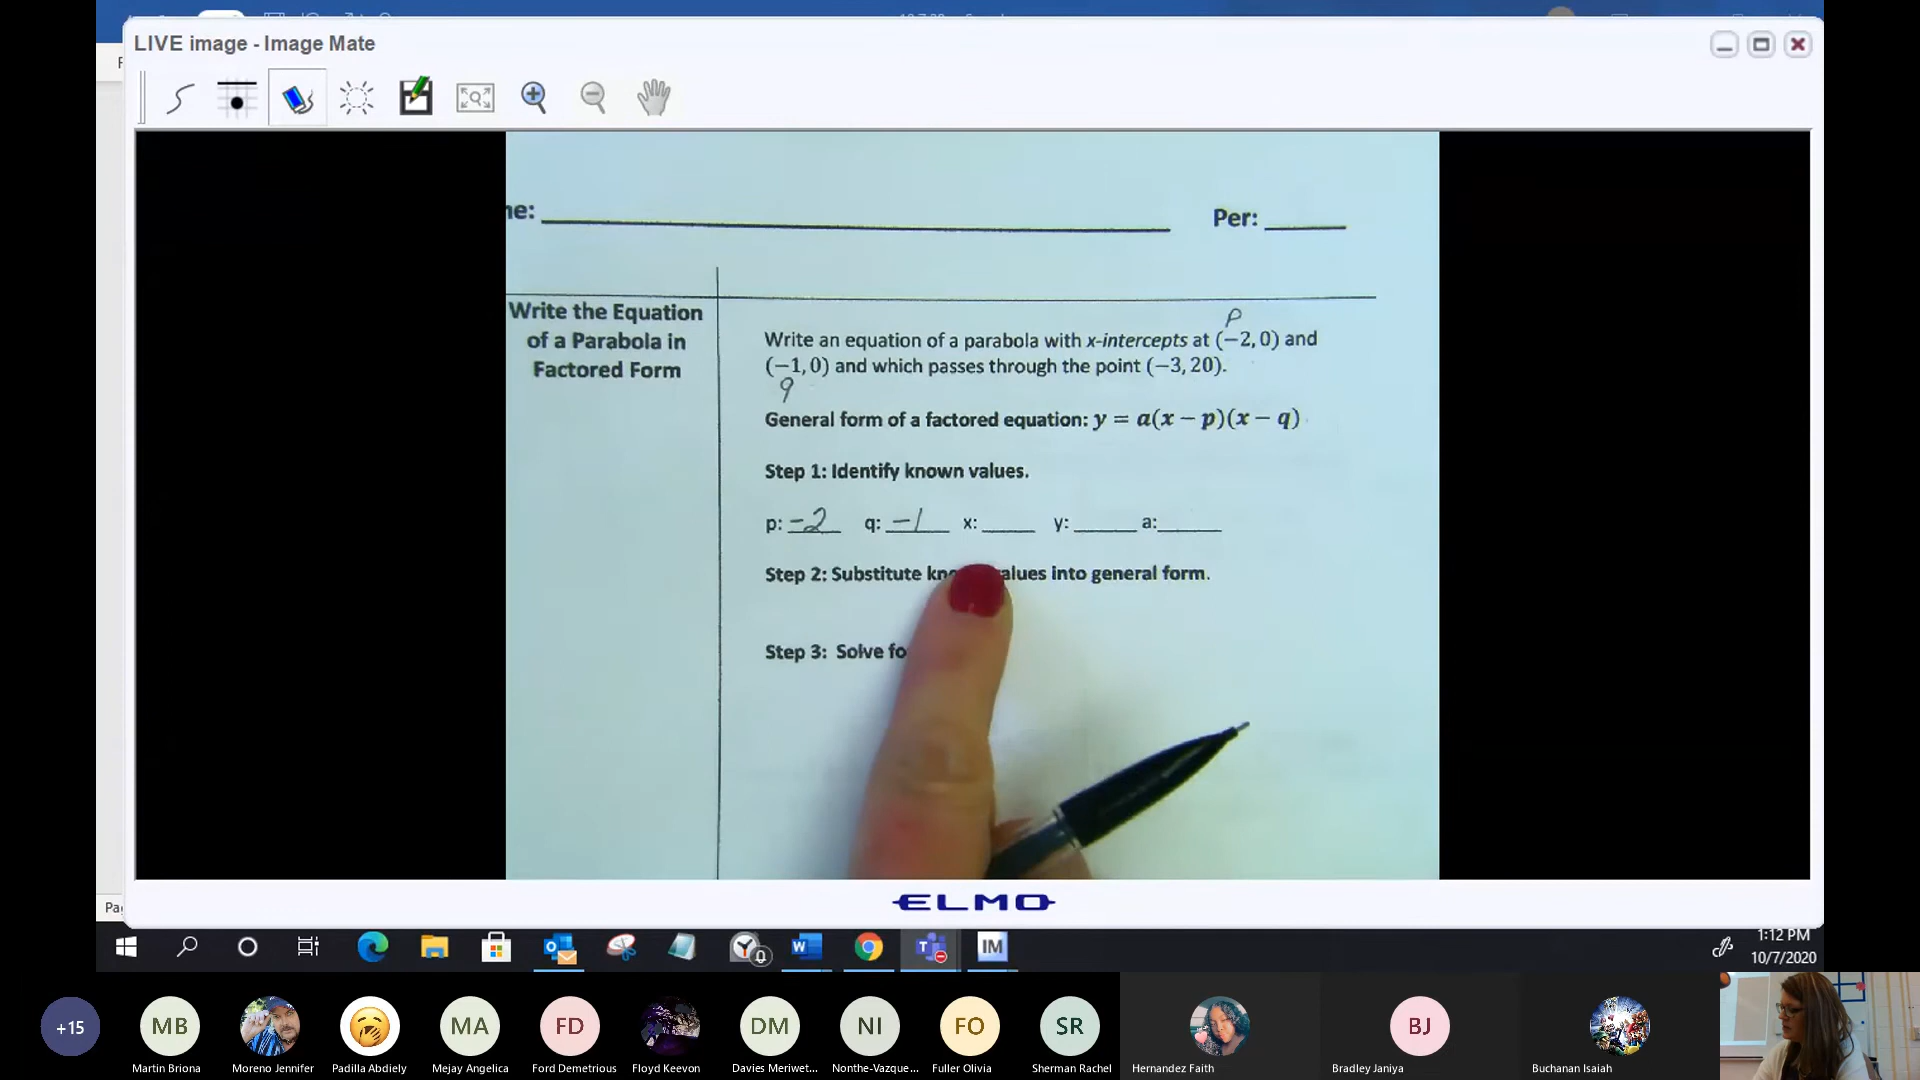 LIVE image - Image Mate
ne: Per:
Write the Equation
of a Parabola in
Factored Form
p
Write an equation of a parabola with x-intercepts at (−2, 0) and
(−1, 0) and which passes through the point (−3, 20).
q
General form of a factored equation: y = a(x − p)(x − q)
Step 1: Identify known values.
p: -2 q: -1 x: y: a:
Step 2: Substitute values into general form.
Step 3: Solve
ELMO
1:12 PM
10/7/2020
IM
+15 MB MA FD DM NI FO SR BJ
Martin Briona Moreno Jennifer Padilla Abdiely Mejay Angelica Ford Demetrious Floyd Keevon Davies Meriwet... Nonthe-Vazque... Fuller Olivia Sherman Rachel Hernandez Faith Bradley Janiya Buchanan Isaiah